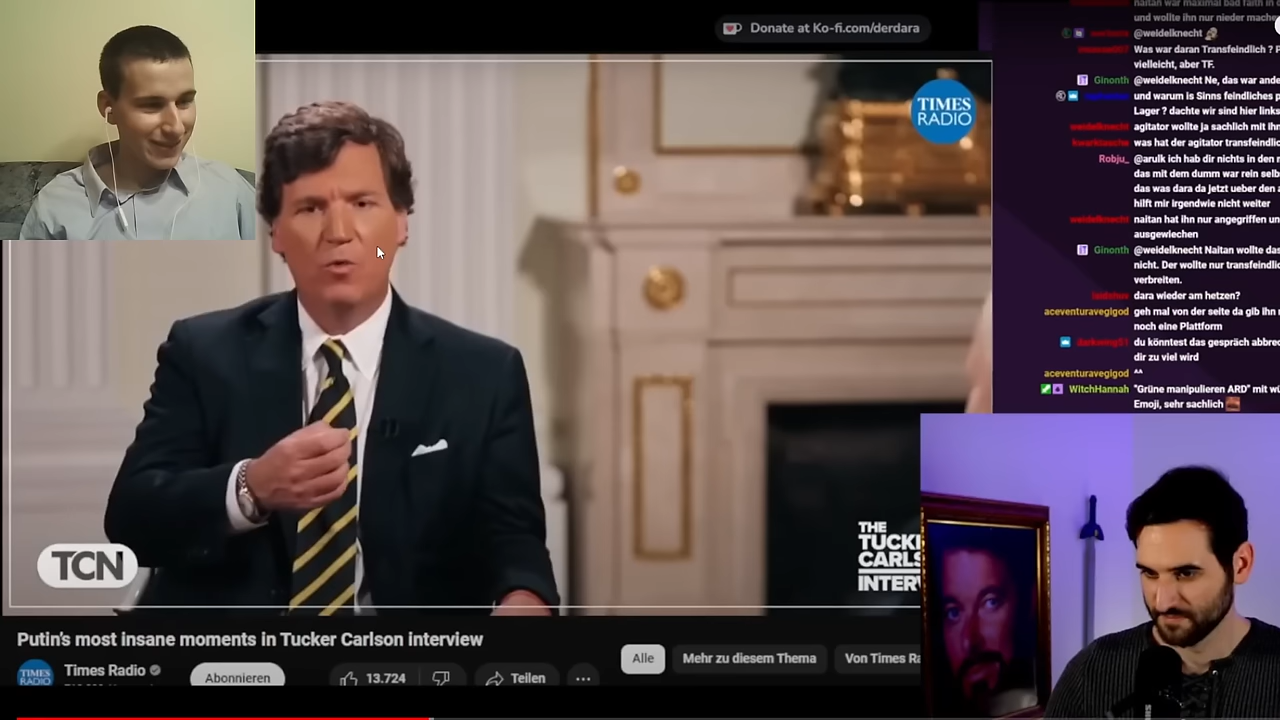 Donate at Ko-fi.com/derdara
TIMES
RADIO
TCN
THE
TUCK
CARLS
INTERV
Putin’s most insane moments in Tucker Carlson interview
TIMES
Times Radio
Abonnieren
13.724
Teilen
Alle
Mehr zu diesem Thema
Von Times Ra
und wollte ihn nur nieder mache
@weidelknecht
Was war daran Transfeindlich ?
vielleicht, aber TF.
Ginonth @weidelknecht Ne, das war ande
und warum is Sinns feindliches p
Lager ? dachte wir sind hier links
weidelknecht agitator wollte ja sachlich mit ihn
was hat der agitator transfeindlic
Robju_ @arulk ich hab dir nichts in den m
das mit dem dumm war rein selb
das was dara da jetzt ueber den a
hilft mir irgendwie nicht weiter
weidelknecht naitan hat ihn nur angegriffen un
ausgewiechen
Ginonth @weidelknecht Naitan wollte das
nicht. Der wollte nur transfeindlic
verbreiten.
dara wieder am hetzen?
aceventuravegigod geh mal von der seite da gib ihn
noch eine Plattform
du könntest das gespräch abbrec
dir zu viel wird
aceventuravegigod ^^
WitchHannah "Grüne manipulieren ARD" mit wü
Emoji, sehr sachlich